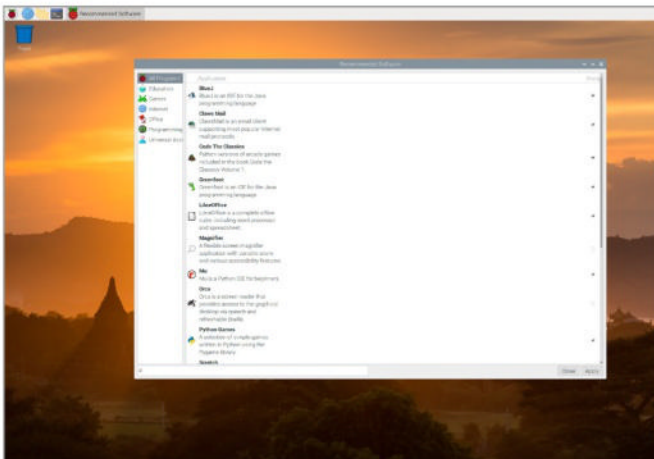 Recommended Software
Trash
Recommended Software
All Programs
Education
Games
Internet
Office
Programming
Universal Acc
Application
BlueJ
BlueJ is an IDE for the Java
programming language
Claws Mail
Claws Mail is an email client
supporting most popular Internet
mail protocols
Code The Classics
Python versions of arcade games
included in the book Code the
Classics Volume 1
Greenfoot
Greenfoot is an IDE for the Java
programming language
LibreOffice
LibreOffice is a complete office
suite, including word processor
and spreadsheet
Magnifier
A flexible screen magnifier
application with variable zoom
and various accessibility features
Mu
Mu is a Python IDE for beginners
Orca
Orca is a screen reader that
provides access to the graphical
desktop via speech and
refreshable braille
Python Games
A selection of simple games
written in Python using the
Pygame library
Scratch
Close
Apply